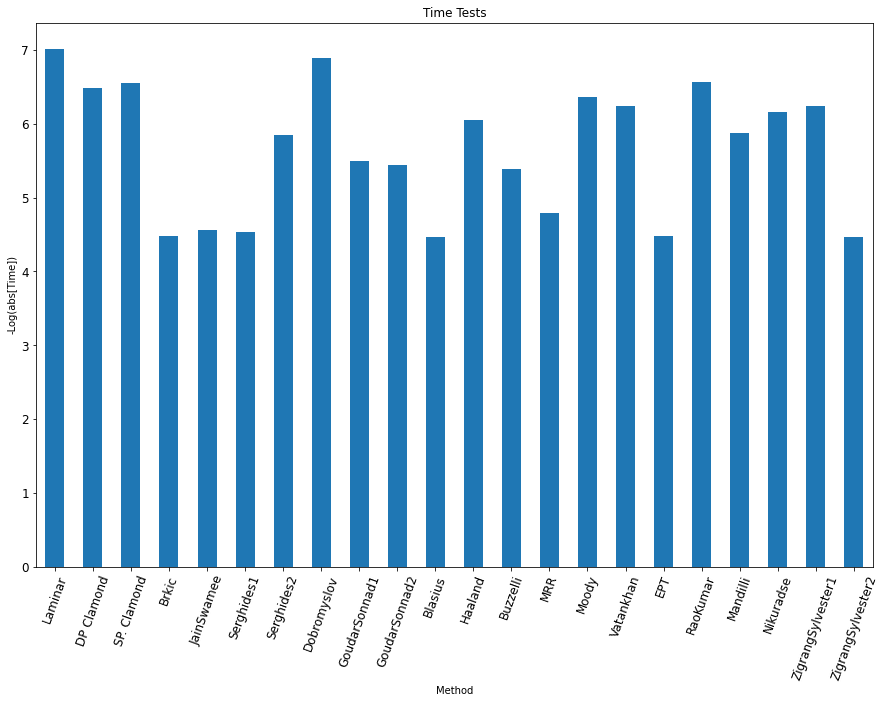 Time Tests
-Log(abs[Time])
7
6
5
4
3
2
1
0
Laminar
DP Clamond
SP. Clamond
Brkic
JainSwamee
Serghides1
Serghides2
Dobromyslov
GoudarSonnad1
GoudarSonnad2
Blasius
Haaland
Buzzelli
MRR
Moody
Vatankhan
EPT
RaoKumar
Mandilli
Nikuradse
ZigrangSylvester1
ZigrangSylvester2
Method